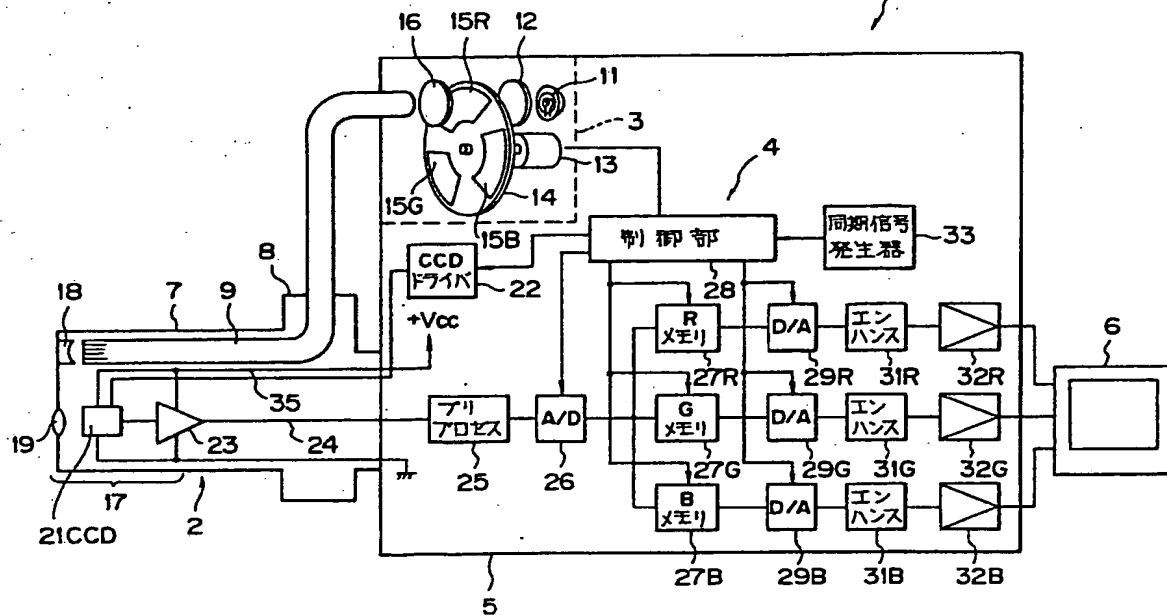 16
15R
12
11
3
13
4
14
15G
15B
制御部
28
同期信号
発生器
33
CCD
ドライバ
22
8
+Vcc
18
7
9
35
19
23
24
プリ
プロセス
25
A/D
26
R
メモリ
27R
D/A
29R
エン
ハンス
31R
32R
6
G
メモリ
27G
D/A
29G
エン
ハンス
31G
32G
B
メモリ
27B
D/A
29B
エン
ハンス
31B
32B
17
2
21CCD
5